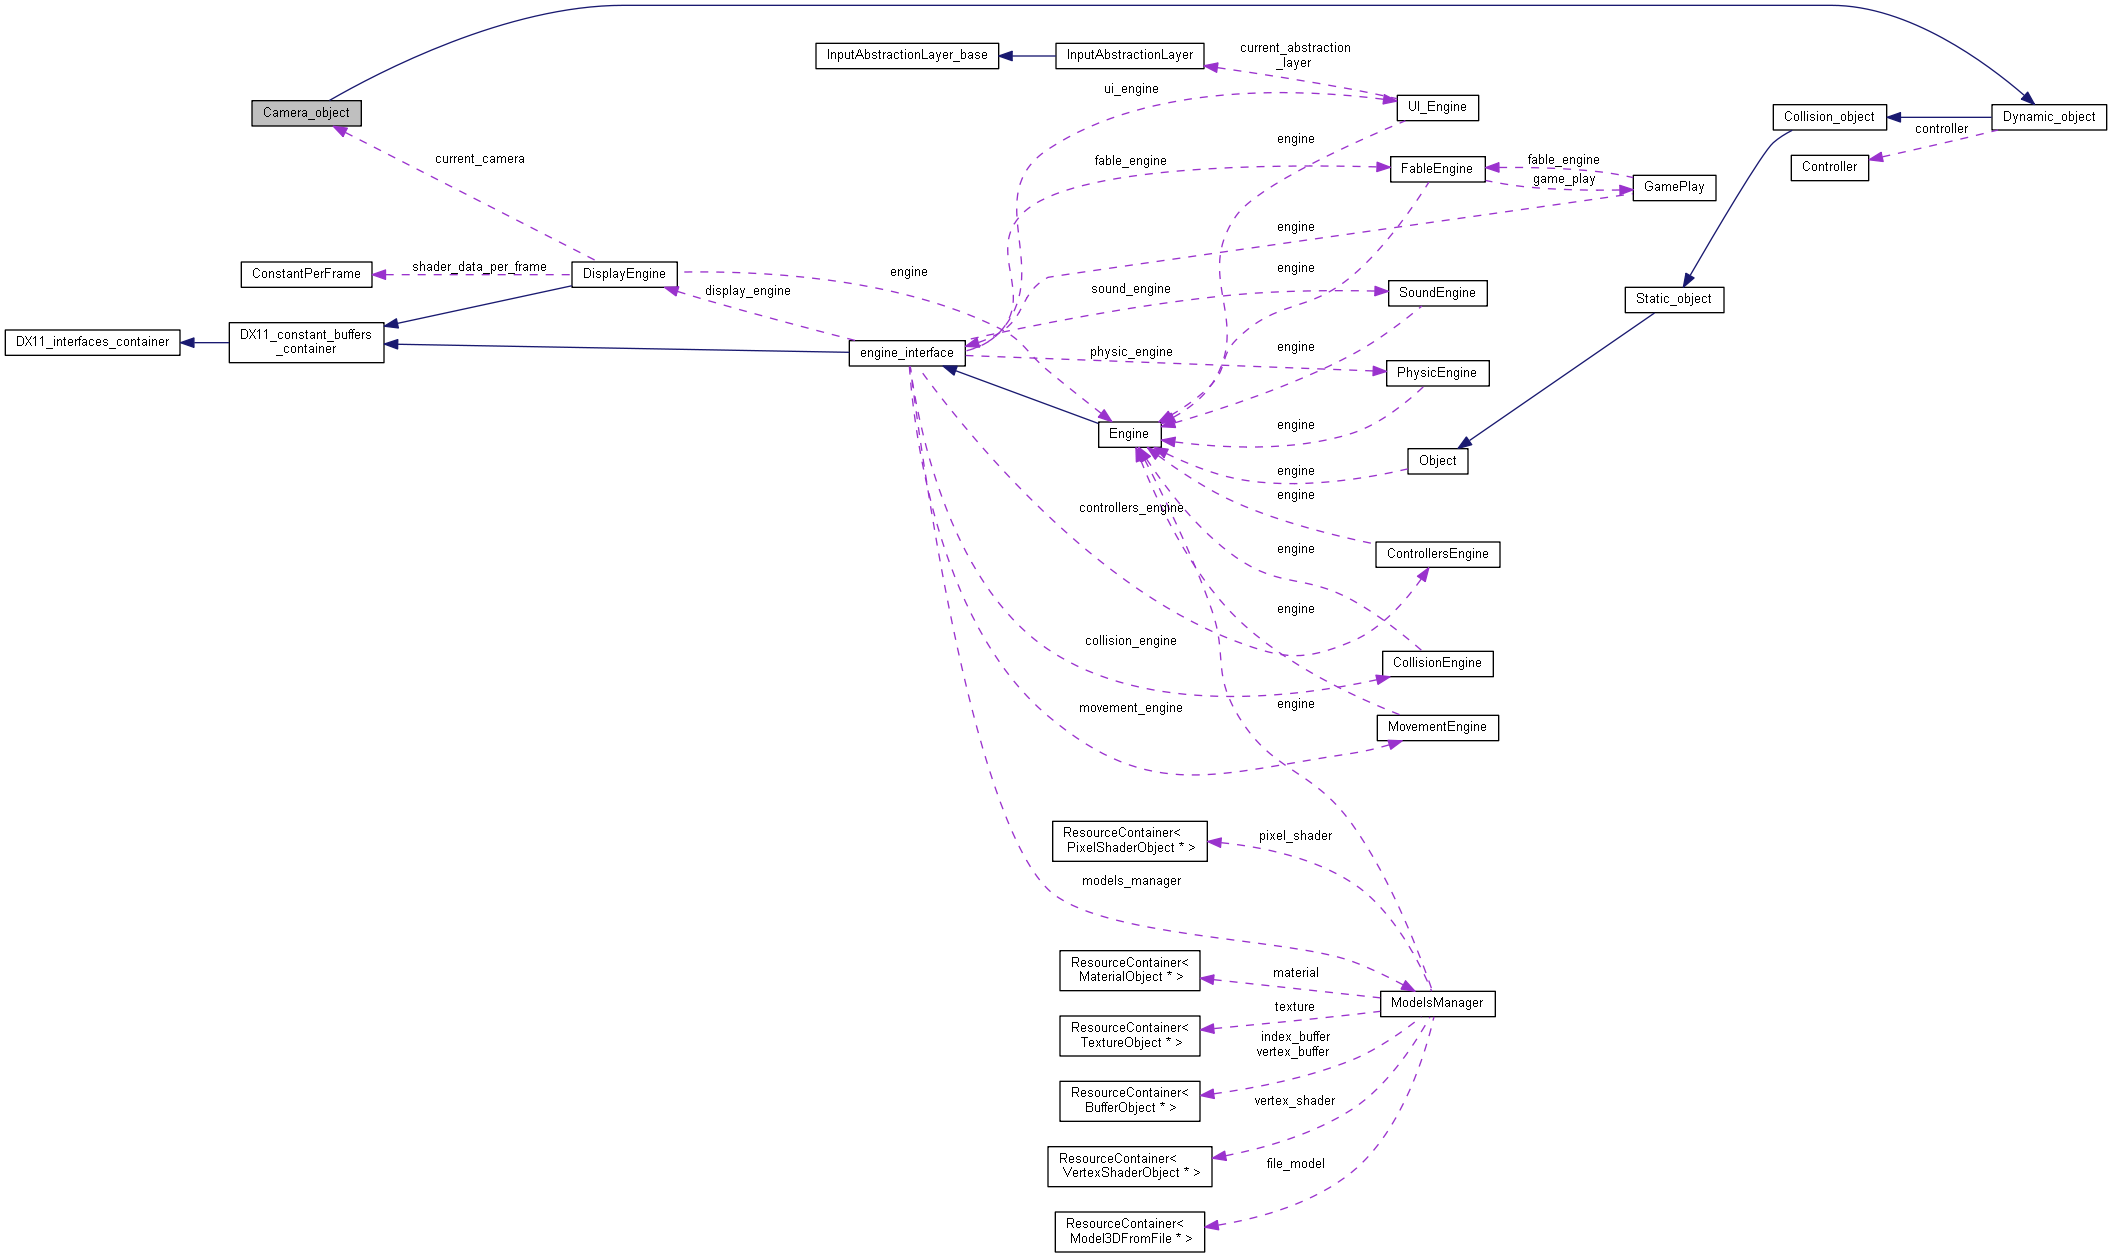 InputAbstractionLayer_base
InputAbstractionLayer
current_abstraction
_layer
ui_engine
UI_Engine
Camera_object
Collision_object
Dynamic_object
controller
engine
current_camera
fable_engine
FableEngine
fable_engine
game_play
Controller
GamePlay
engine
ConstantPerFrame
shader_data_per_frame
DisplayEngine
engine
engine
display_engine
sound_engine
SoundEngine
Static_object
DX11_interfaces_container
DX11_constant_buffers
_container
engine_interface
physic_engine
engine
PhysicEngine
Engine
engine
Object
engine
engine
controllers_engine
ControllersEngine
engine
engine
collision_engine
CollisionEngine
movement_engine
engine
MovementEngine
ResourceContainer<
PixelShaderObject * >
pixel_shader
models_manager
ResourceContainer<
MaterialObject * >
material
ModelsManager
texture
ResourceContainer<
TextureObject * >
index_buffer
vertex_buffer
ResourceContainer<
BufferObject * >
vertex_shader
ResourceContainer<
VertexShaderObject * >
file_model
ResourceContainer<
Model3DFromFile * >